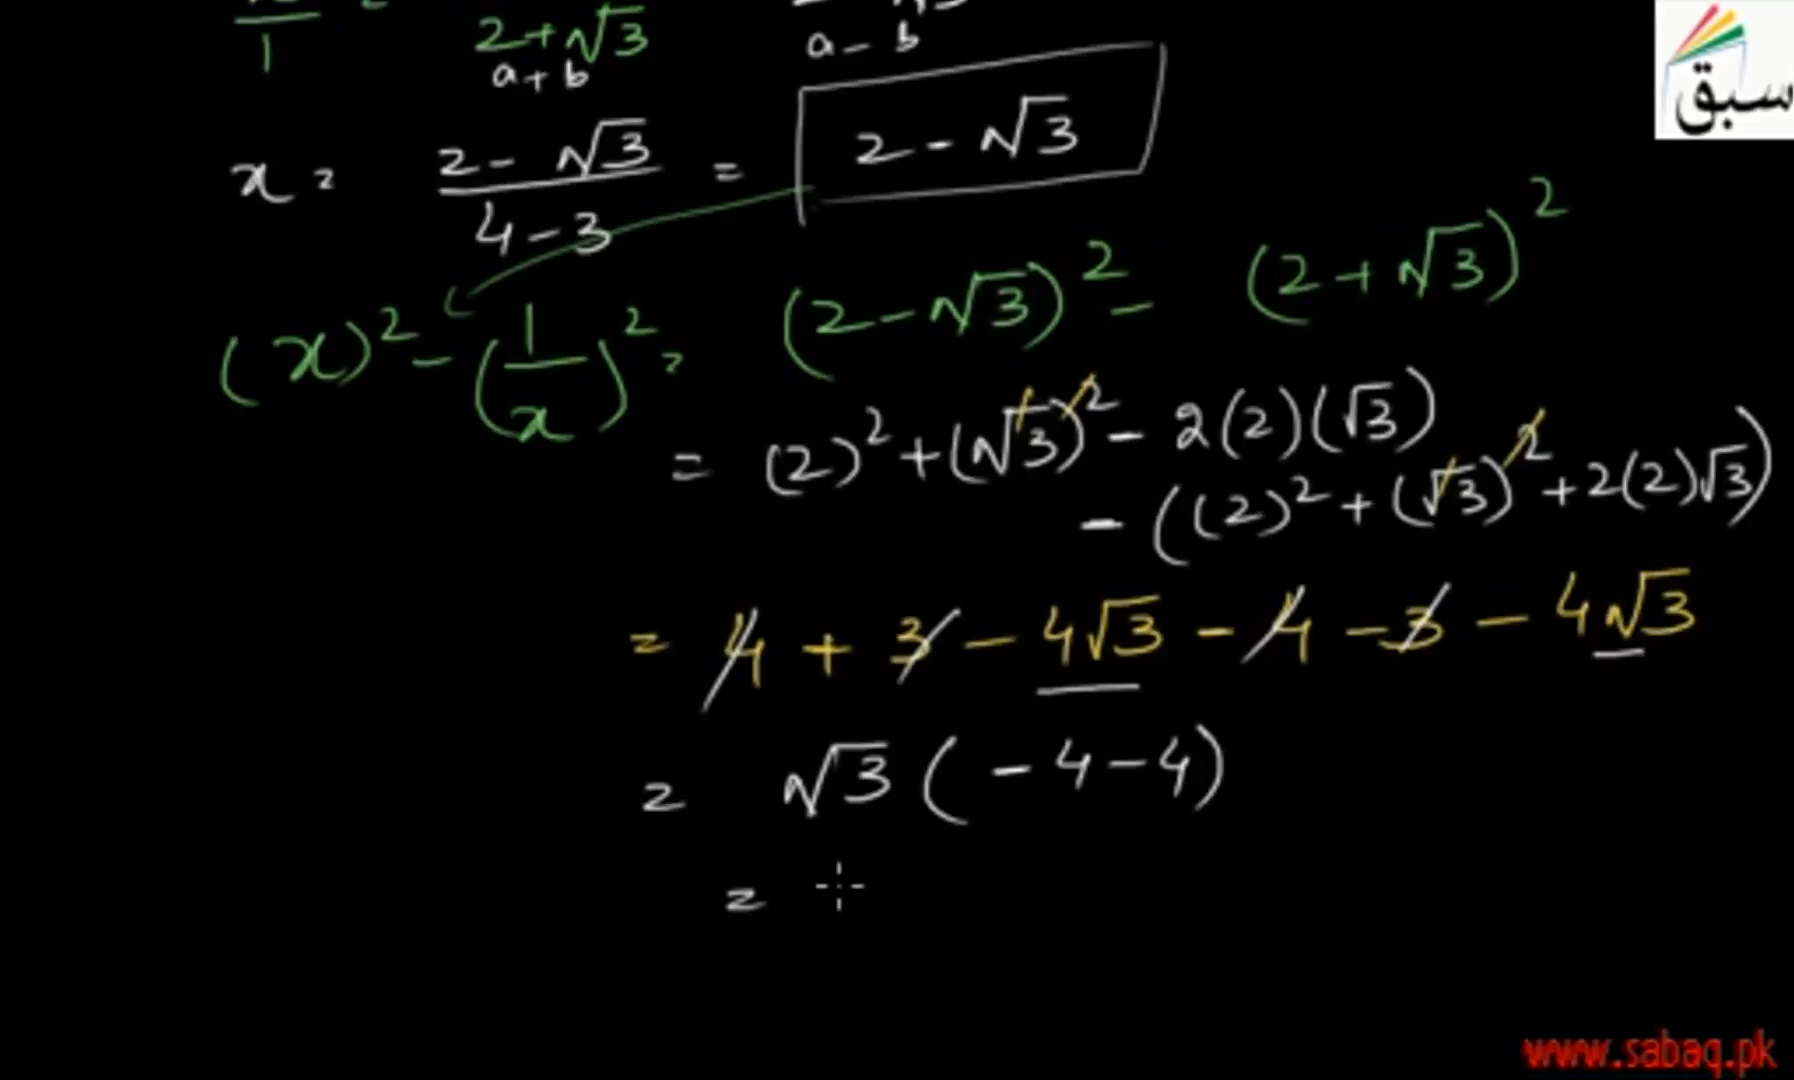 1 2+√3 a-b
a+b
سبق
x = 2-√3 / 4-3 = 2-√3
(x)² - (1/x)² = (2-√3)² - (2+√3)²
= (2)² + (√3)² - 2(2)(√3)
- ((2)² + (√3)² + 2(2)√3)
= 4 + 3 - 4√3 - 4 - 3 - 4√3
= √3 (-4-4)
=
www.sabaq.pk